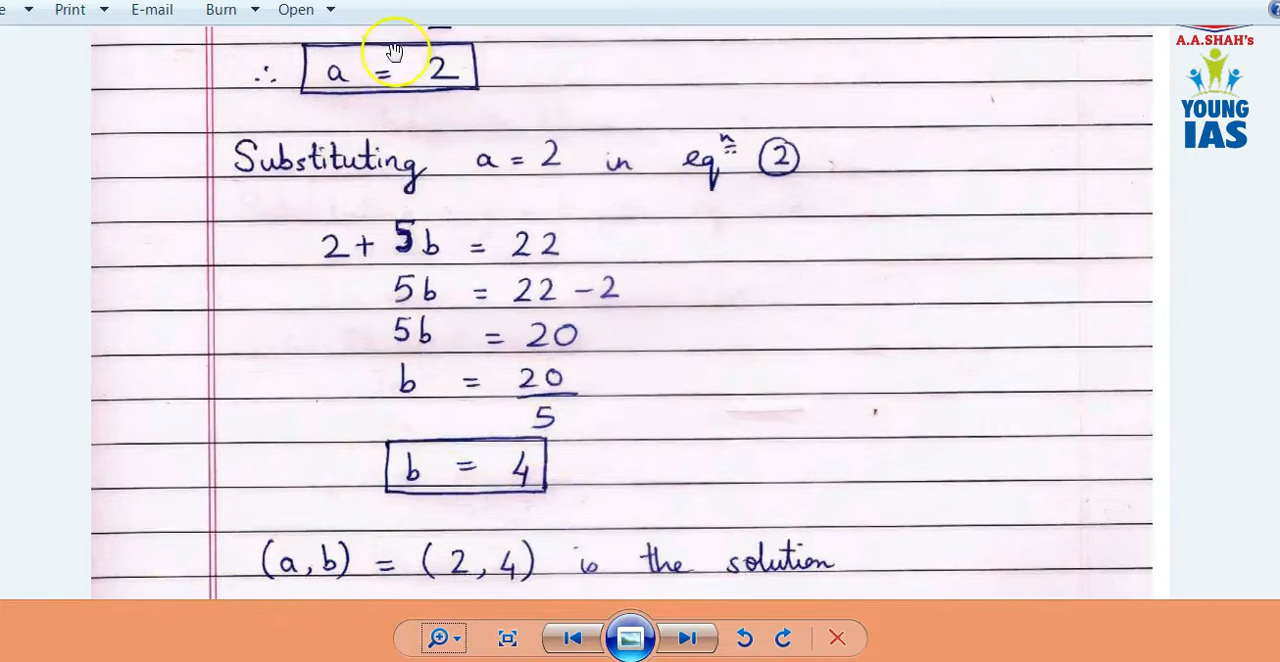 Print E-mail Burn Open
A.A.SHAH's
YOUNG
IAS
∴ a = 2
Substituting a = 2 in eqⁿ ②
2 + 5b = 22
5b = 22 - 2
5b = 20
b = 20
5
b = 4
(a, b) = (2, 4) is the solution